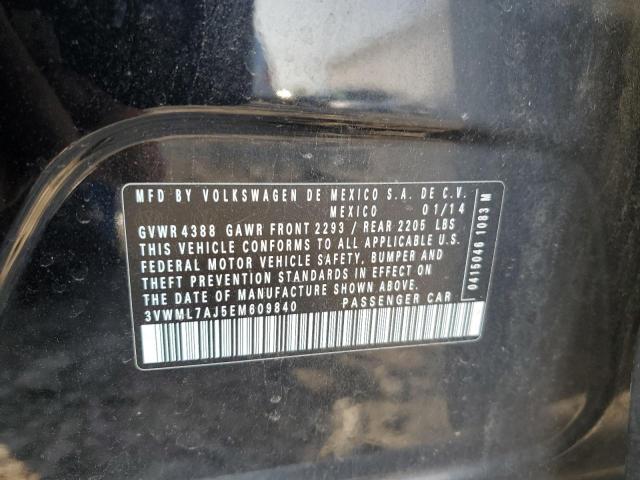 MFD BY VOLKSWAGEN DE MEXICO S.A. DE C.V.
MEXICO 01/14
GVWR 4388 GAWR FRONT 2293 / REAR 2205 LBS
THIS VEHICLE CONFORMS TO ALL APPLICABLE U.S.
FEDERAL MOTOR VEHICLE SAFETY, BUMPER AND
THEFT PREVENTION STANDARDS IN EFFECT ON
THE DATE OF MANUFACTURE SHOWN ABOVE.
3VWML7AJ5EM609840 PASSENGER CAR
0415046 1083 M